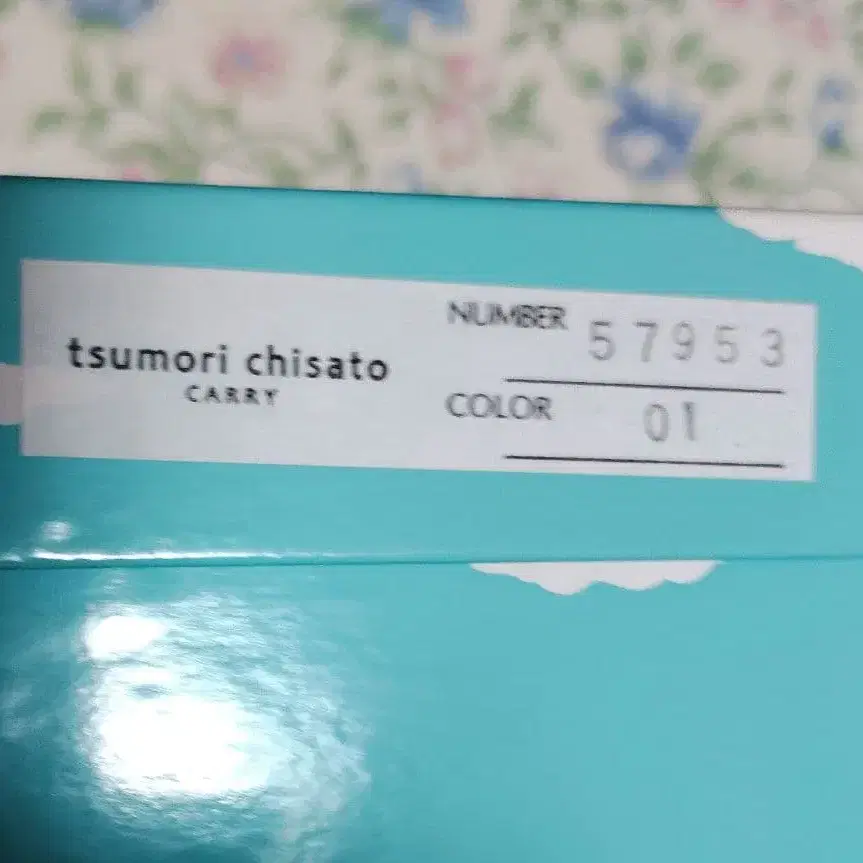 tsumori chisato
CARRY
NUMBER 57953
COLOR 01